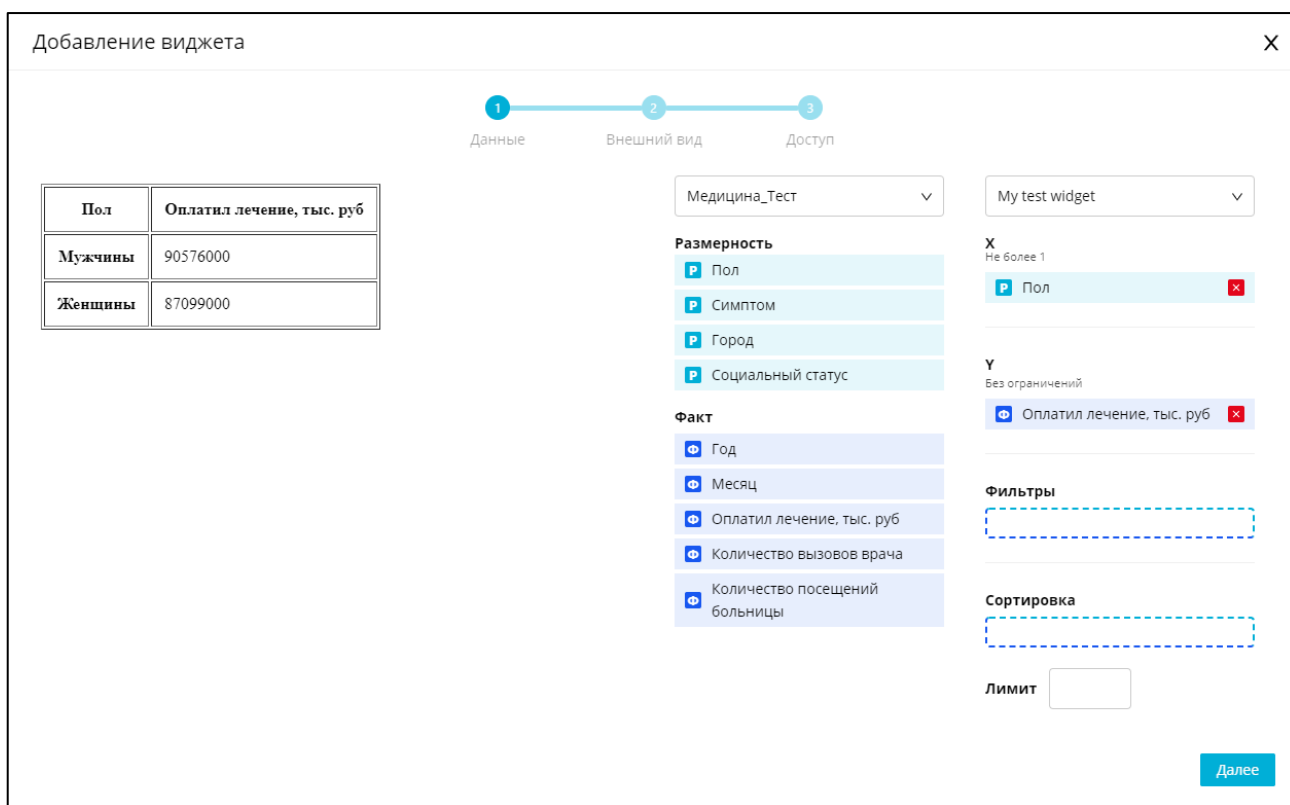 Добавление виджета
X
1
2
3
Данные
Внешний вид
Доступ
Пол
Оплатил лечение, тыс. руб
Мужчины
90576000
Женщины
87099000
Медицина_Тест
Размерность
Р Пол
Р Симптом
Р Город
Р Социальный статус
Факт
Ф Год
Ф Месяц
Ф Оплатил лечение, тыс. руб
Ф Количество вызовов врача
Ф Количество посещений
больницы
My test widget
X
Не более 1
Р Пол
Y
Без ограничений
Ф Оплатил лечение, тыс. руб
Фильтры
Сортировка
Лимит
Далее